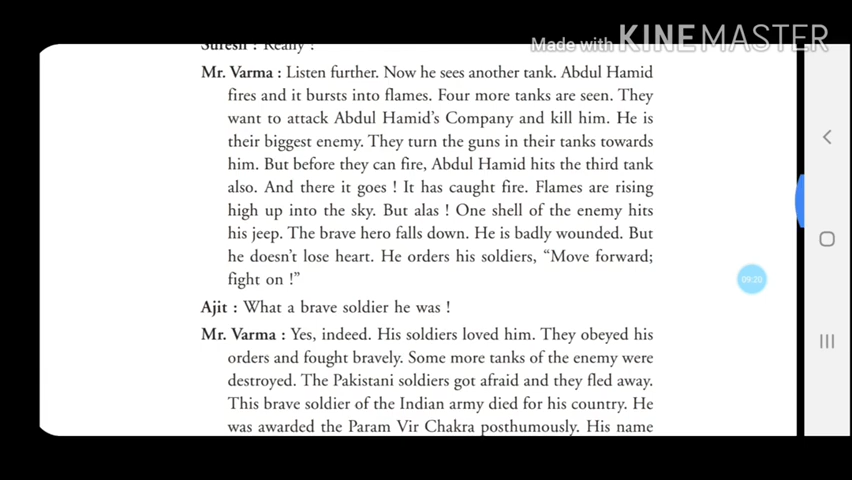 Made with KINEMASTER
Suresh : Really !
Mr. Varma : Listen further. Now he sees another tank. Abdul Hamid
fires and it bursts into flames. Four more tanks are seen. They
want to attack Abdul Hamid's Company and kill him. He is
their biggest enemy. They turn the guns in their tanks towards
him. But before they can fire, Abdul Hamid hits the third tank
also. And there it goes ! It has caught fire. Flames are rising
high up into the sky. But alas ! One shell of the enemy hits
his jeep. The brave hero falls down. He is badly wounded. But
he doesn't lose heart. He orders his soldiers, “Move forward;
fight on !”
09:20
Ajit : What a brave soldier he was !
Mr. Varma : Yes, indeed. His soldiers loved him. They obeyed his
orders and fought bravely. Some more tanks of the enemy were
destroyed. The Pakistani soldiers got afraid and they fled away.
This brave soldier of the Indian army died for his country. He
was awarded the Param Vir Chakra posthumously. His name